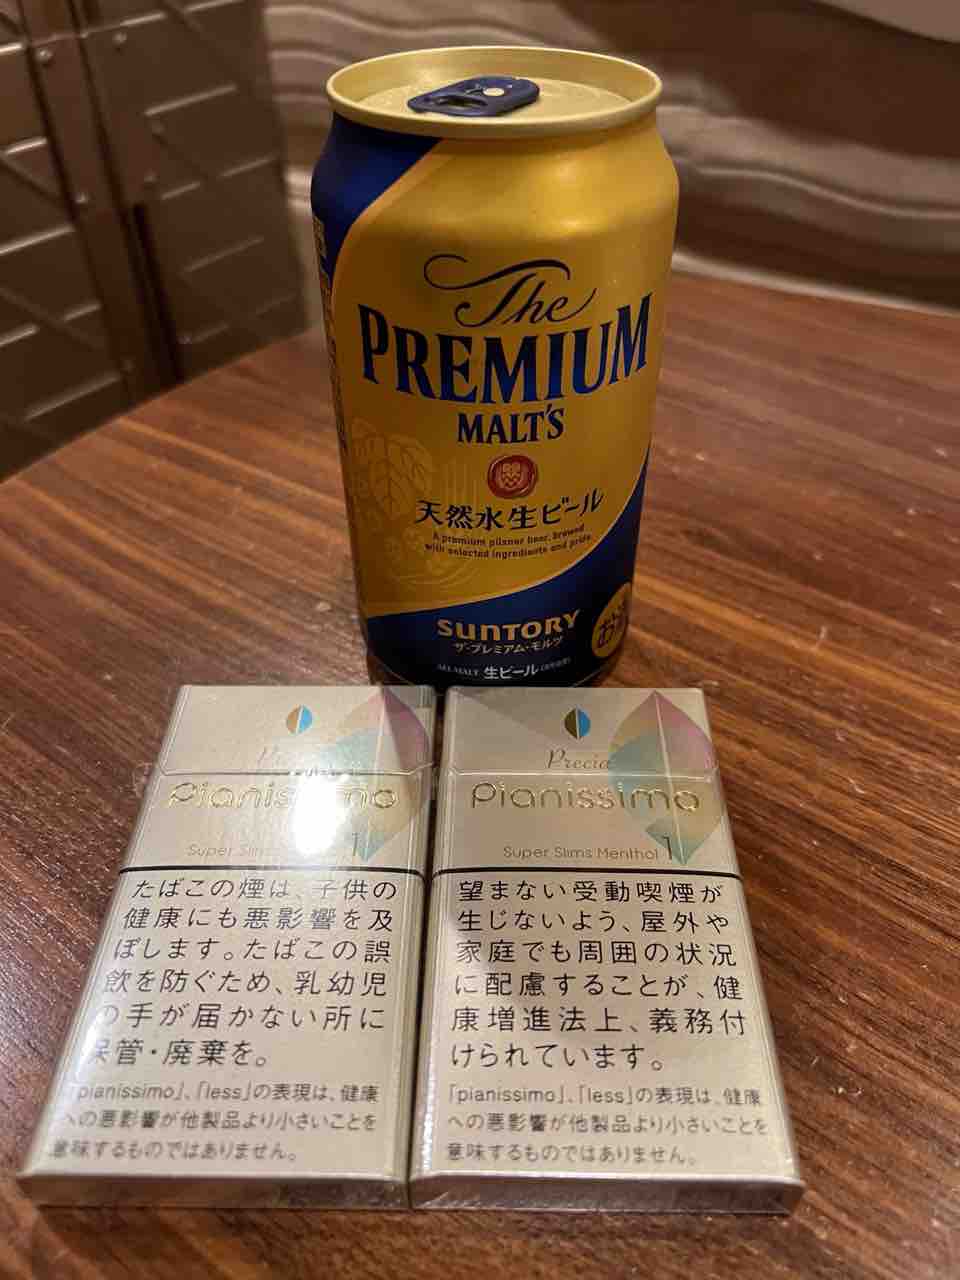 The
PREMIUM
MALT'S
天然水生ビール
A premium pilsner beer, brewed
with selected ingredients and pride.
SUNTORY
ザ・プレミアム・モルツ
ALL MALT 生ビール
お酒
Pianissimo
Super Slims
1
たばこの煙は、子供の
健康にも悪影響を及
ぼします。たばこの誤
飲を防ぐため、乳幼児
の手が届かない所に
保管・廃棄を。
「pianissimo」、「less」の表現は、健康
への悪影響が他製品より小さいことを
意味するものではありません。
Precia
Pianissimo
Super Slims Menthol 1
望まない受動喫煙が
生じないよう、屋外や
家庭でも周囲の状況
に配慮することが、健
康増進法上、義務付
けられています。
「pianissimo」、「less」の表現は、健康
への悪影響が他製品より小さいことを
意味するものではありません。